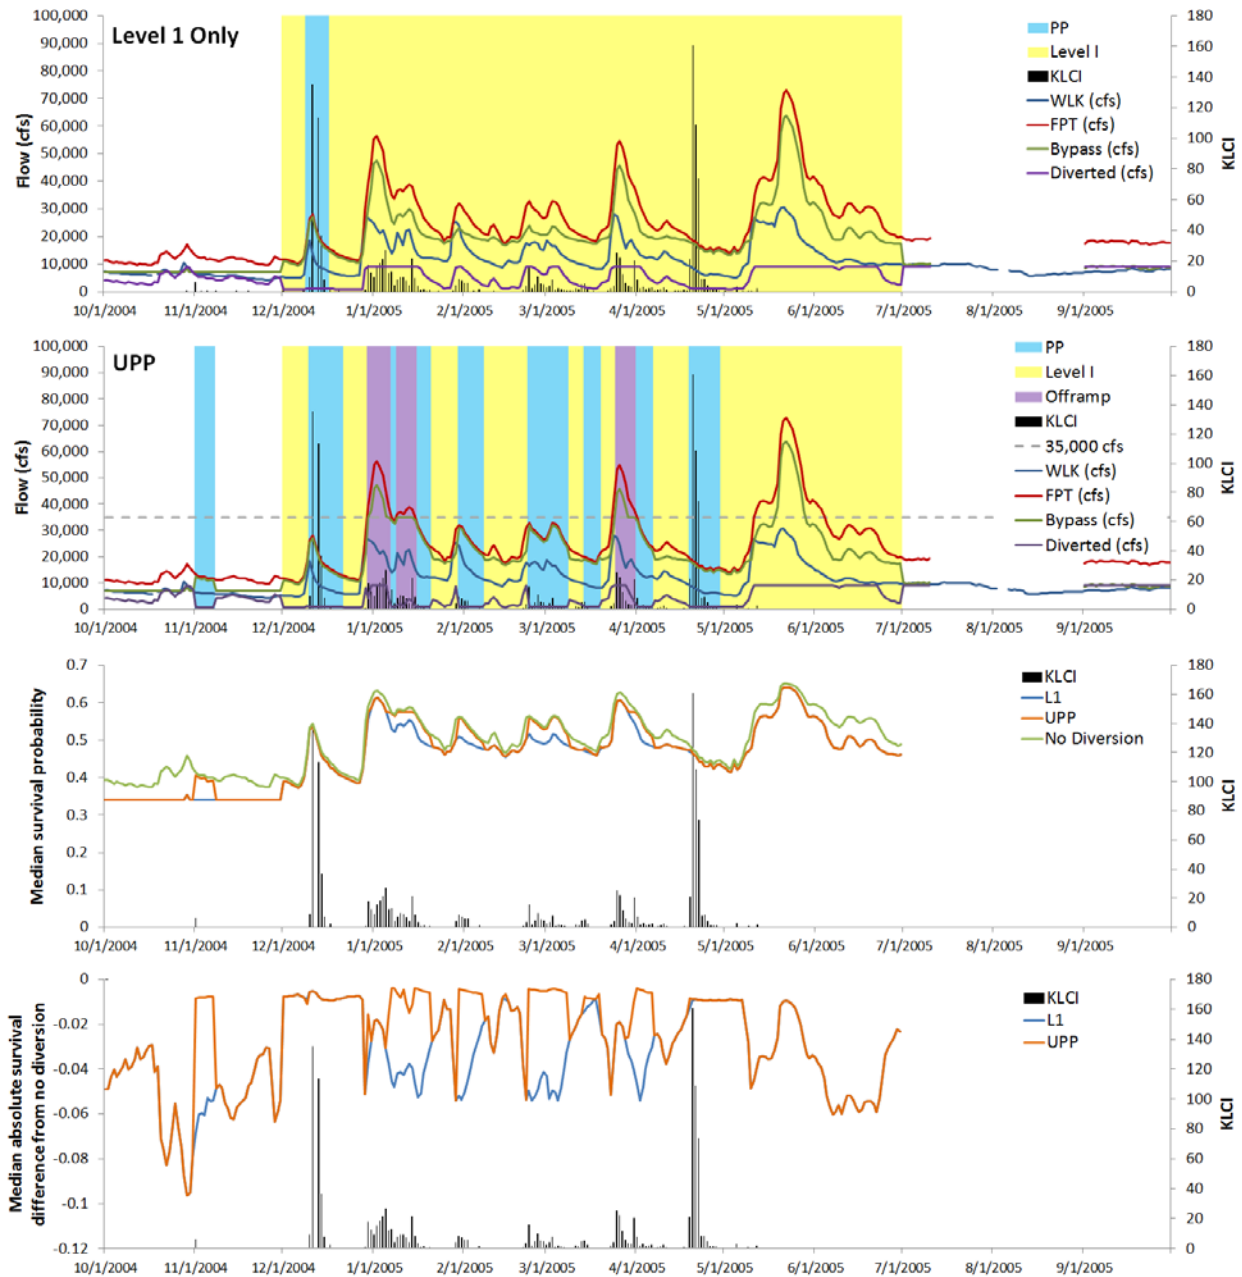 Level 1 Only
Flow (cfs)
100,000
90,000
80,000
70,000
60,000
50,000
40,000
30,000
20,000
10,000
0
10/1/2004 11/1/2004 12/1/2004 1/1/2005 2/1/2005 3/1/2005 4/1/2005 5/1/2005 6/1/2005 7/1/2005 8/1/2005 9/1/2005
PP
Level I
KLCI
WLK (cfs)
FPT (cfs)
Bypass (cfs)
Diverted (cfs)
180
160
140
120
100
80
60
40
20
0
KLCI
UPP
Flow (cfs)
100,000
90,000
80,000
70,000
60,000
50,000
40,000
30,000
20,000
10,000
0
10/1/2004 11/1/2004 12/1/2004 1/1/2005 2/1/2005 3/1/2005 4/1/2005 5/1/2005 6/1/2005 7/1/2005 8/1/2005 9/1/2005
PP
Level I
Offramp
KLCI
35,000 cfs
WLK (cfs)
FPT (cfs)
Bypass (cfs)
Diverted (cfs)
180
160
140
120
100
80
60
40
20
0
KLCI
Median survival probability
0.7
0.6
0.5
0.4
0.3
0.2
0.1
0
10/1/2004 11/1/2004 12/1/2004 1/1/2005 2/1/2005 3/1/2005 4/1/2005 5/1/2005 6/1/2005 7/1/2005 8/1/2005 9/1/2005
KLCI
L1
UPP
No Diversion
180
160
140
120
100
80
60
40
20
0
KLCI
Median absolute survival
difference from no diversion
0
-0.02
-0.04
-0.06
-0.08
-0.1
-0.12
10/1/2004 11/1/2004 12/1/2004 1/1/2005 2/1/2005 3/1/2005 4/1/2005 5/1/2005 6/1/2005 7/1/2005 8/1/2005 9/1/2005
KLCI
L1
UPP
180
160
140
120
100
80
60
40
20
0
KLCI